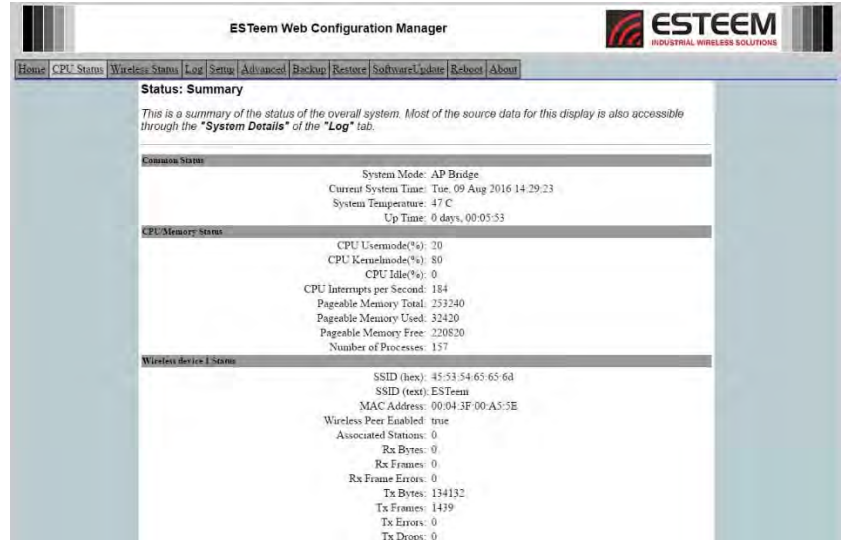 ESTeem Web Configuration Manager
ESTEEM
INDUSTRIAL WIRELESS SOLUTIONS
Home CPU Status Wireless Status Log Setup Advanced Backup Restore SoftwareUpdate Reboot About
Status: Summary
This is a summary of the status of the overall system. Most of the source data for this display is also accessible
through the "System Details" of the "Log" tab.
Common Status
System Mode: AP Bridge
Current System Time: Tue, 09 Aug 2016 14:29:23
System Temperature: 47 C
Up Time: 0 days, 00:05:53
CPU/Memory Status
CPU Usermode(%): 20
CPU Kernelmode(%): 80
CPU Idle(%): 0
CPU Interrupts per Second: 184
Pageable Memory Total: 253240
Pageable Memory Used: 32420
Pageable Memory Free: 220820
Number of Processes: 157
Wireless device 1 Status
SSID (hex): 45:53:54:65:65:6d
SSID (text): ESTeem
MAC Address: 00:04:3F:00:A5:5E
Wireless Peer Enabled: true
Associated Stations: 0
Rx Bytes: 0
Rx Frames: 0
Rx Frame Errors: 0
Tx Bytes: 134132
Tx Frames: 1439
Tx Errors: 0
Tx Drops: 0